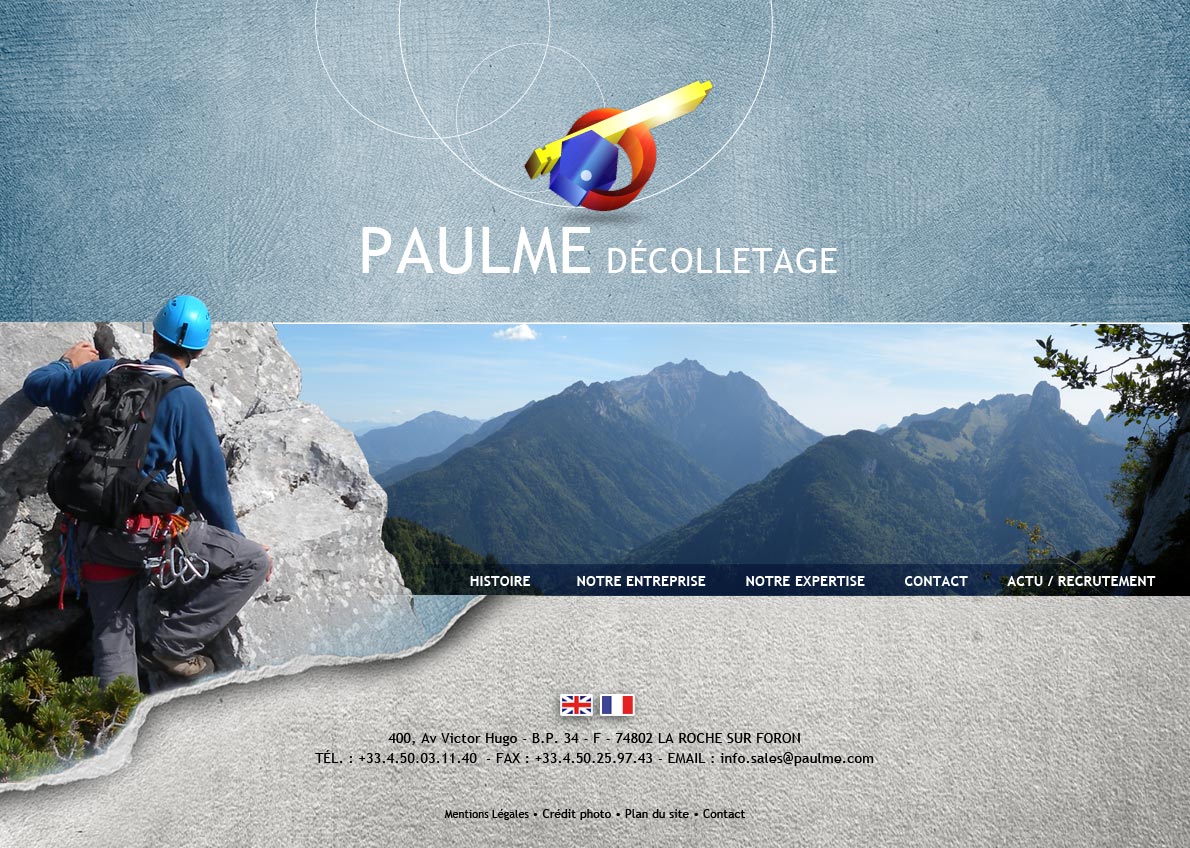 PAULME DÉCOLLETAGE
HISTOIRE NOTRE ENTREPRISE NOTRE EXPERTISE CONTACT ACTU / RECRUTEMENT
400, Av Victor Hugo - B.P. 34 - F - 74802 LA ROCHE SUR FORON
TÉL. : +33.4.50.03.11.40 - FAX : +33.4.50.25.97.43 - EMAIL : info.sales@paulme.com
Mentions Légales • Crédit photo • Plan du site • Contact